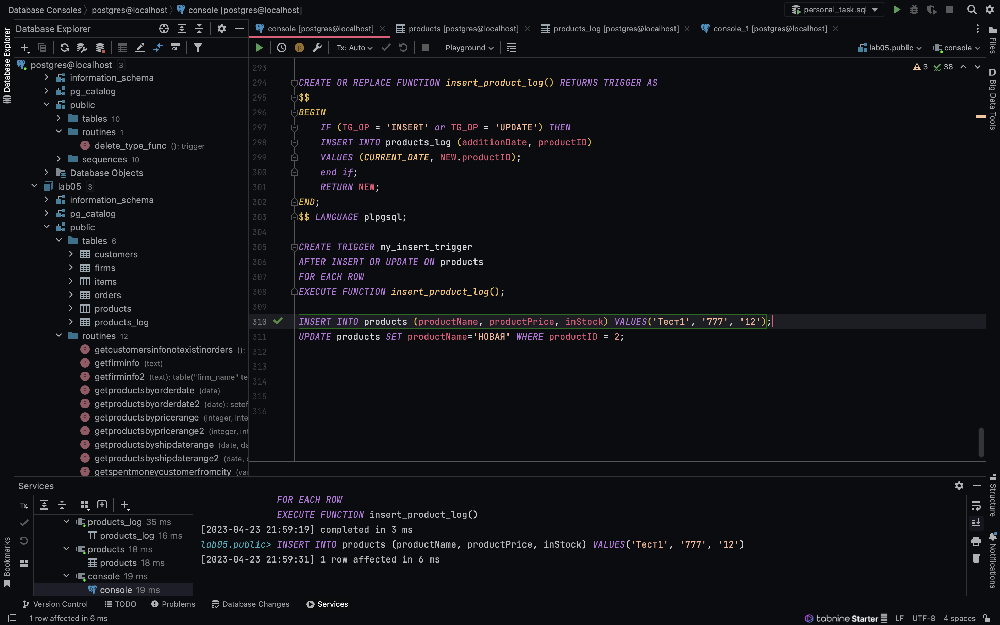 Database Consoles postgres@localhost console [postgres@localhost]
personal_task.sql
Database Explorer
console [postgres@localhost]
products [postgres@localhost]
products_log [postgres@localhost]
console_1 [postgres@localhost]
Tx: Auto
Playground
lab05.public
console
Database Explorer
Bookmarks
Files
D Big Data Tools
Structure
Notifications
postgres@localhost 3
information_schema
pg_catalog
public
tables 10
routines 1
delete_type_func (): trigger
sequences 10
Database Objects
lab05 3
information_schema
pg_catalog
public
tables 6
customers
firms
items
orders
products
products_log
routines 12
getcustomersinfonotexistinorders (): t
getfirminfo (text)
getfirminfo2 (text): table("firm_name" te
getproductsbyorderdate (date)
getproductsbyorderdate2 (date): setof
getproductsbypricerange (integer, inte
getproductsbypricerange2 (integer, int
getproductsbyshipdaterange (date, da
getproductsbyshipdaterange2 (date, d
getspentmoneycustomerfromcity (var
3 38
293
294 CREATE OR REPLACE FUNCTION insert_product_log() RETURNS TRIGGER AS
295 $$
296 BEGIN
297 IF (TG_OP = 'INSERT' or TG_OP = 'UPDATE') THEN
298 INSERT INTO products_log (additionDate, productID)
299 VALUES (CURRENT_DATE, NEW.productID);
300 end if;
301 RETURN NEW;
302 END;
303 $$ LANGUAGE plpgsql;
304
305 CREATE TRIGGER my_insert_trigger
306 AFTER INSERT OR UPDATE ON products
307 FOR EACH ROW
308 EXECUTE FUNCTION insert_product_log();
309
310 INSERT INTO products (productName, productPrice, inStock) VALUES('Тест1', '777', '12');
311 UPDATE products SET productName='НОВАЯ' WHERE productID = 2;
312
313
314
315
316
Services
Tx
products_log 35 ms
products_log 16 ms
products 18 ms
products 18 ms
console 19 ms
console 19 ms
FOR EACH ROW
EXECUTE FUNCTION insert_product_log()
[2023-04-23 21:59:19] completed in 3 ms
lab05.public> INSERT INTO products (productName, productPrice, inStock) VALUES('Тест1', '777', '12')
[2023-04-23 21:59:31] 1 row affected in 6 ms
Version Control TODO Problems Database Changes Services
1 row affected in 6 ms
tabnine Starter LF UTF-8 4 spaces